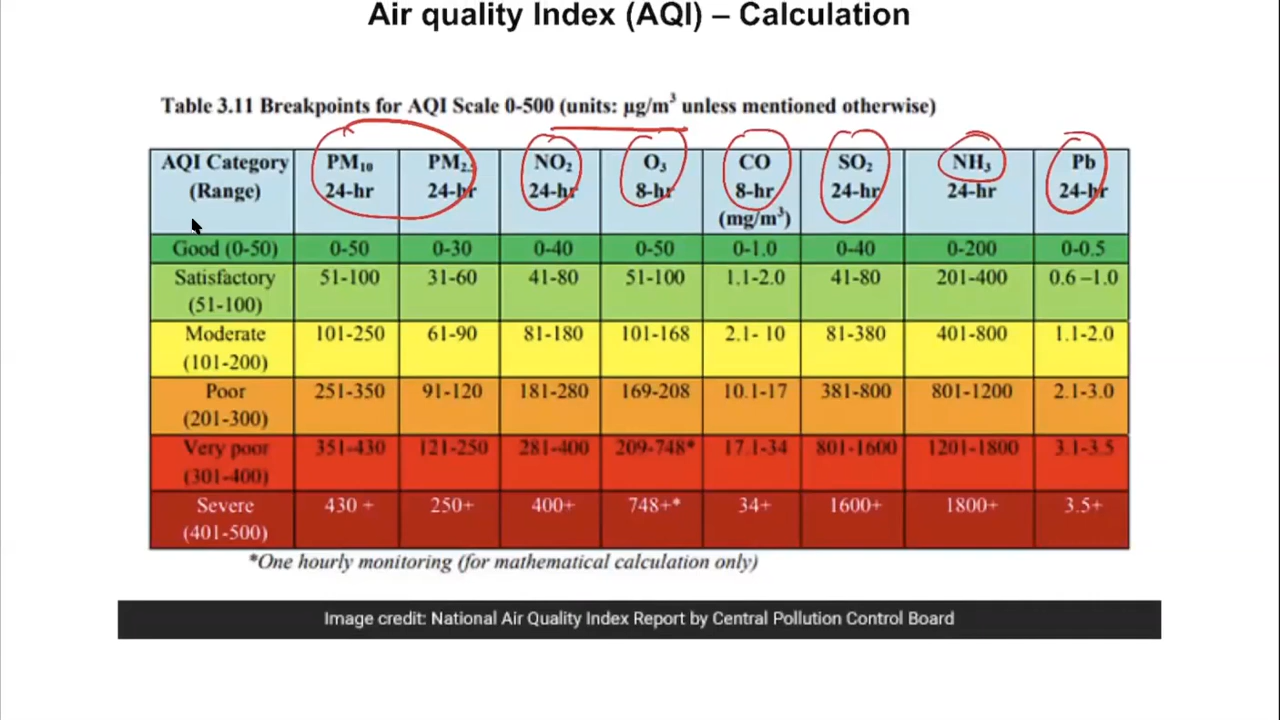 Air quality Index (AQI) – Calculation
Table 3.11 Breakpoints for AQI Scale 0-500 (units: µg/m³ unless mentioned otherwise)
AQI Category (Range) PM₁₀ 24-hr PM₂.₅ 24-hr NO₂ 24-hr O₃ 8-hr CO 8-hr (mg/m³) SO₂ 24-hr NH₃ 24-hr Pb 24-hr
Good (0-50) 0-50 0-30 0-40 0-50 0-1.0 0-40 0-200 0-0.5
Satisfactory (51-100) 51-100 31-60 41-80 51-100 1.1-2.0 41-80 201-400 0.6 –1.0
Moderate (101-200) 101-250 61-90 81-180 101-168 2.1- 10 81-380 401-800 1.1-2.0
Poor (201-300) 251-350 91-120 181-280 169-208 10.1-17 381-800 801-1200 2.1-3.0
Very poor (301-400) 351-430 121-250 281-400 209-748* 17.1-34 801-1600 1201-1800 3.1-3.5
Severe (401-500) 430 + 250+ 400+ 748+* 34+ 1600+ 1800+ 3.5+
*One hourly monitoring (for mathematical calculation only)
Image credit: National Air Quality Index Report by Central Pollution Control Board